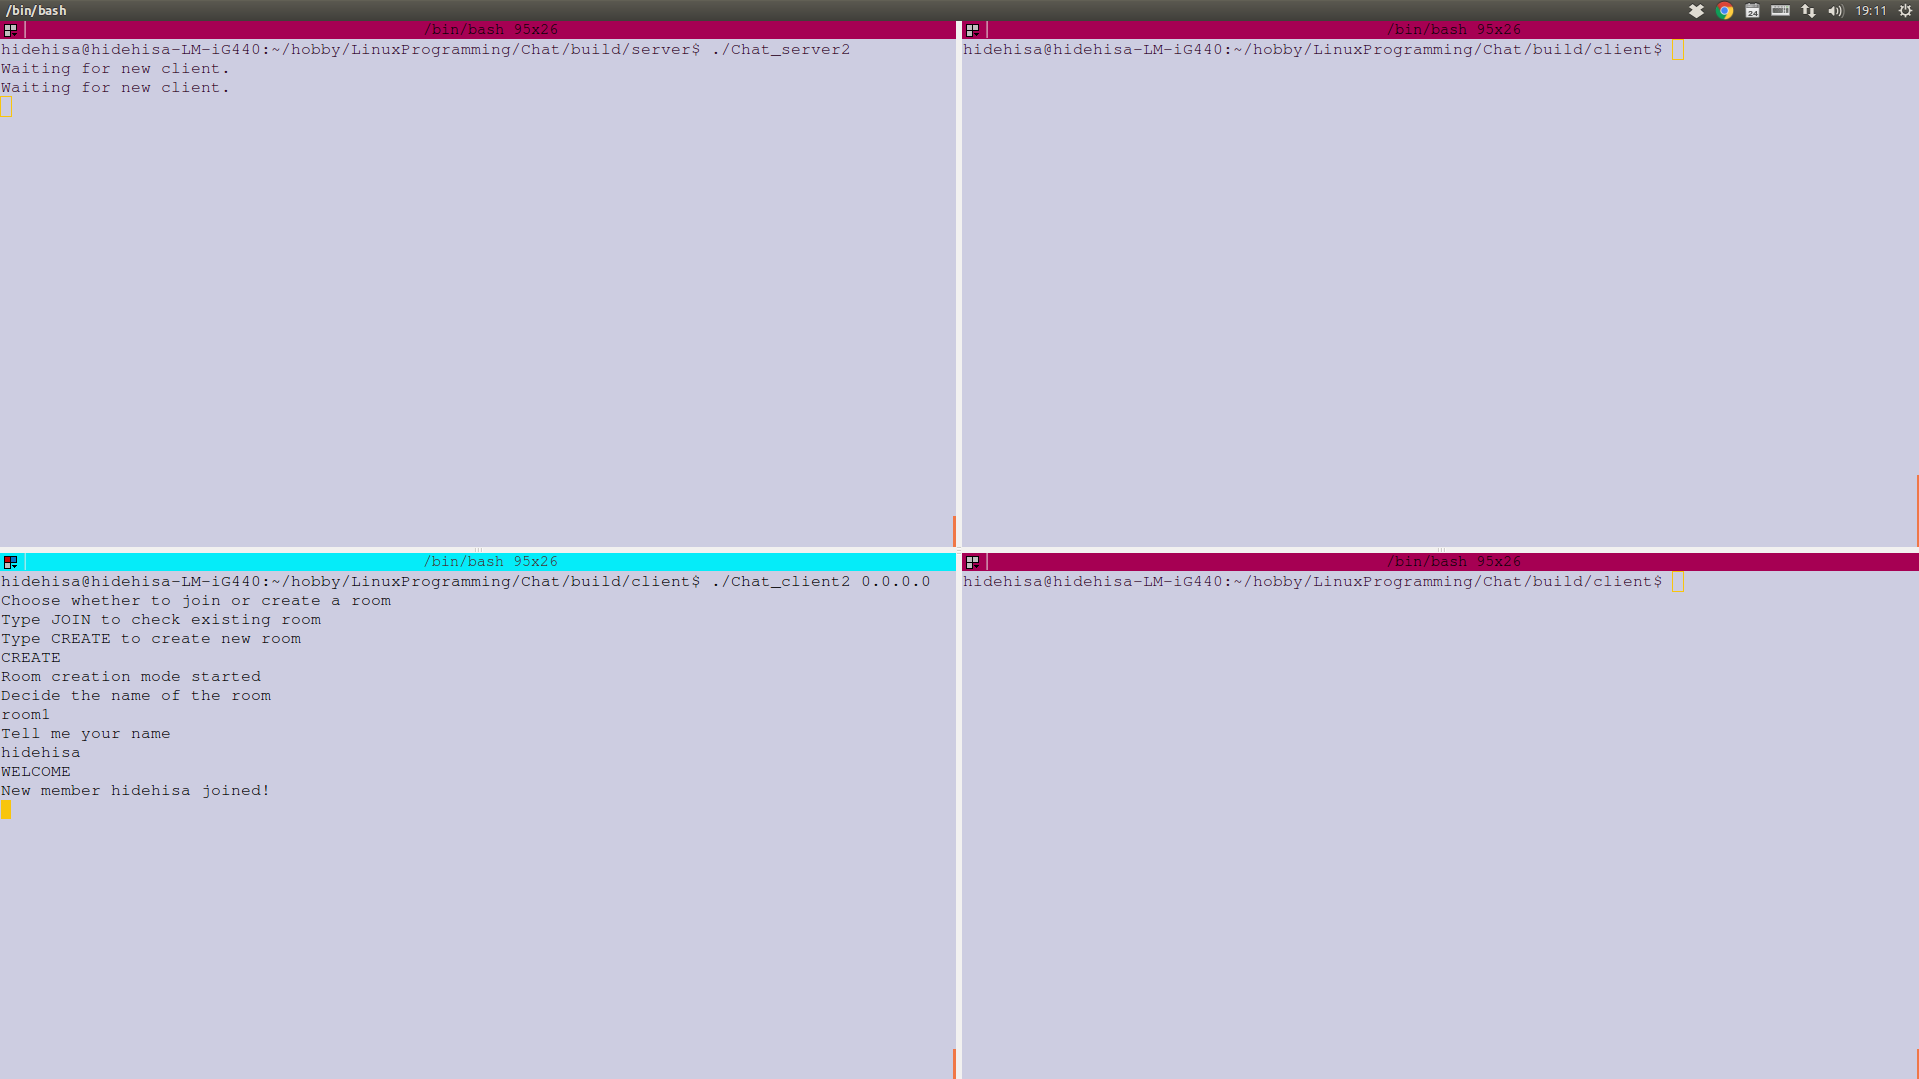 /bin/bash
24
19:11
/bin/bash 95x26
hidehisa@hidehisa-LM-iG440:~/hobby/LinuxProgramming/Chat/build/server$ ./Chat_server2
Waiting for new client.
Waiting for new client.
/bin/bash 95x26
hidehisa@hidehisa-LM-iG440:~/hobby/LinuxProgramming/Chat/build/client$
/bin/bash 95x26
hidehisa@hidehisa-LM-iG440:~/hobby/LinuxProgramming/Chat/build/client$ ./Chat_client2 0.0.0.0
Choose whether to join or create a room
Type JOIN to check existing room
Type CREATE to create new room
CREATE
Room creation mode started
Decide the name of the room
room1
Tell me your name
hidehisa
WELCOME
New member hidehisa joined!
/bin/bash 95x26
hidehisa@hidehisa-LM-iG440:~/hobby/LinuxProgramming/Chat/build/client$